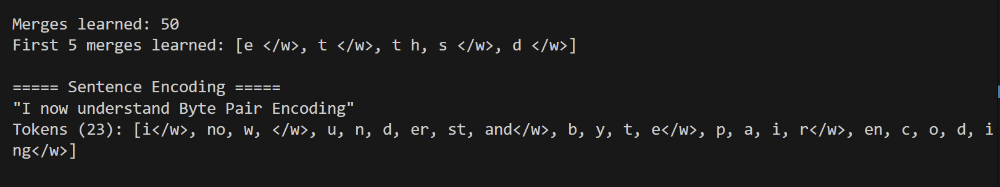 Merges learned: 50
First 5 merges learned: [e </w>, t </w>, t h, s </w>, d </w>]
===== Sentence Encoding =====
"I now understand Byte Pair Encoding"
Tokens (23): [i</w>, no, w, </w>, u, n, d, er, st, and</w>, b, y, t, e</w>, p, a, i, r</w>, en, c, o, d, i
ng</w>]